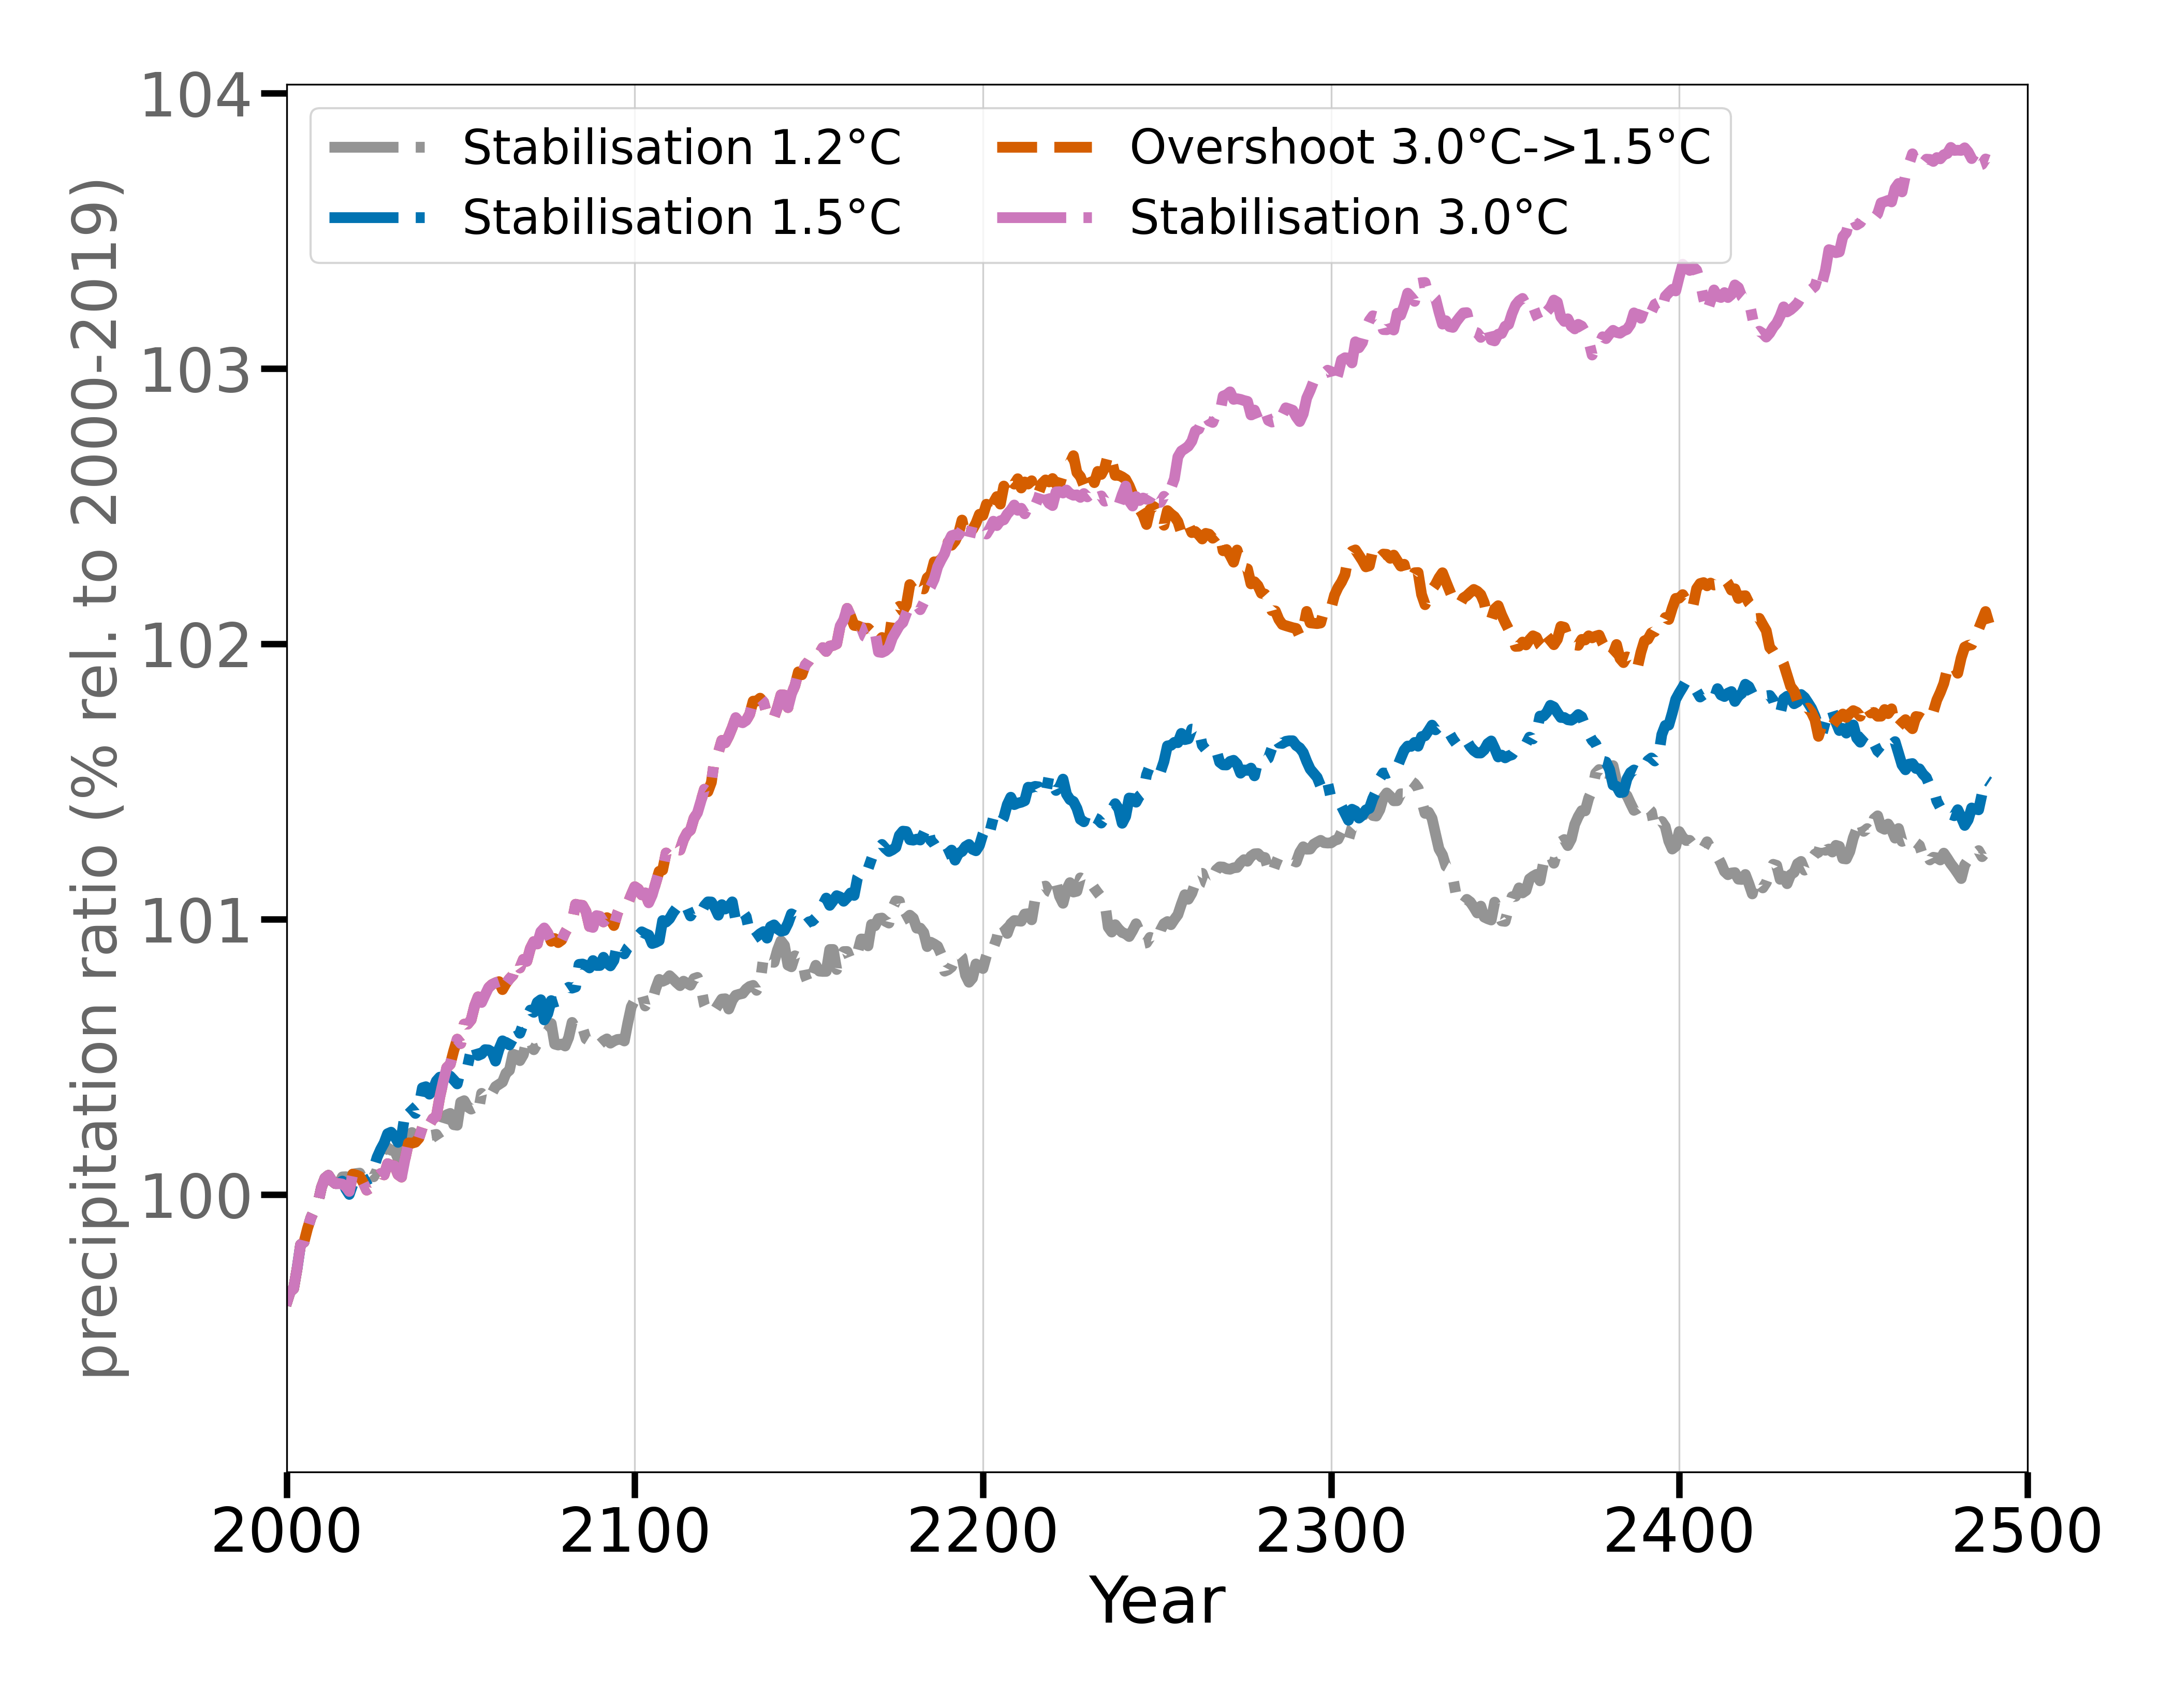 104
103
102
101
100
precipitation ratio (% rel. to 2000-2019)
Stabilisation 1.2°C
Stabilisation 1.5°C
Overshoot 3.0°C->1.5°C
Stabilisation 3.0°C
2000 2100 2200 2300 2400 2500
Year